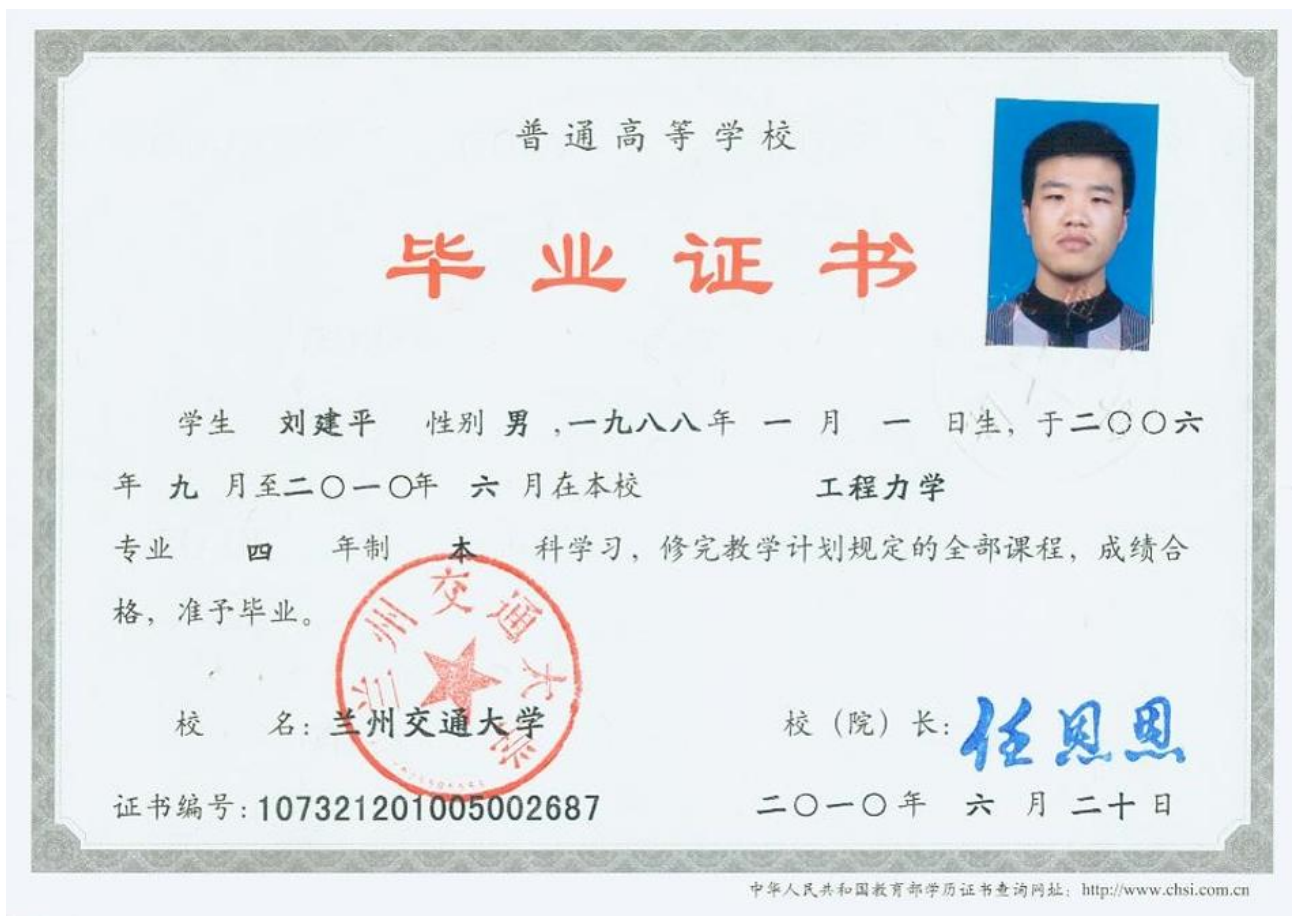 普通高等学校
毕业证书
学生 刘建平 性别 男 ,一九八八年 一 月 一 日生，于二〇〇六
年 九 月至二〇一〇年 六 月在本校 工程力学
专业 四 年制 本 科学习，修完教学计划规定的全部课程，成绩合
格，准予毕业。
兰州交通大学
校 名：兰州交通大学 校（院）长：任恩恩
证书编号：107321201005002687 二〇一〇年 六 月 二十 日
中华人民共和国教育部学历证书查询网址：http://www.chsi.com.cn